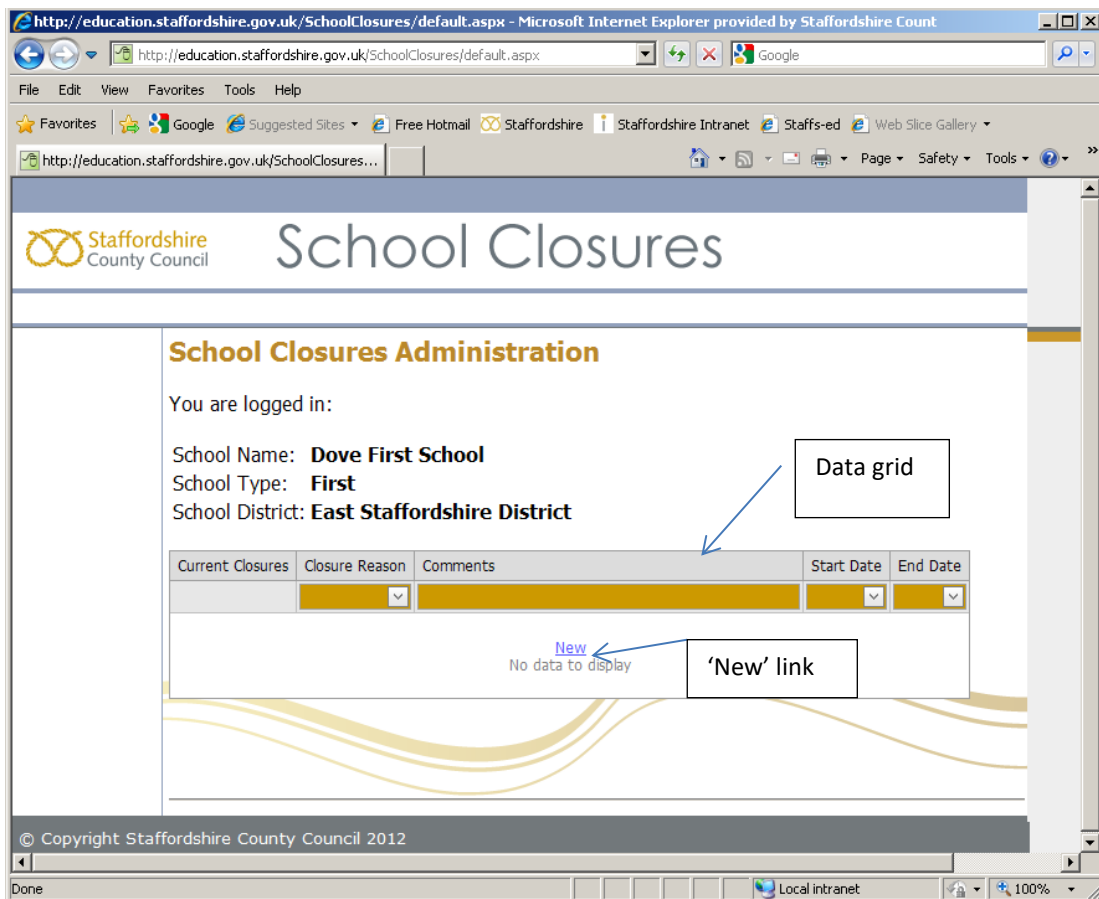 http://education.staffordshire.gov.uk/SchoolClosures/default.aspx - Microsoft Internet Explorer provided by Staffordshire Count
http://education.staffordshire.gov.uk/SchoolClosures/default.aspx
Google
File Edit View Favorites Tools Help
Favorites Google Suggested Sites Free Hotmail Staffordshire Staffordshire Intranet Staffs-ed Web Slice Gallery
http://education.staffordshire.gov.uk/SchoolClosures... Page Safety Tools »
Staffordshire
County Council
School Closures
School Closures Administration
You are logged in:
School Name: Dove First School
School Type: First
School District: East Staffordshire District
Data grid
Current Closures Closure Reason Comments Start Date End Date
New
No data to display
‘New’ link
© Copyright Staffordshire County Council 2012
Done Local intranet 100%